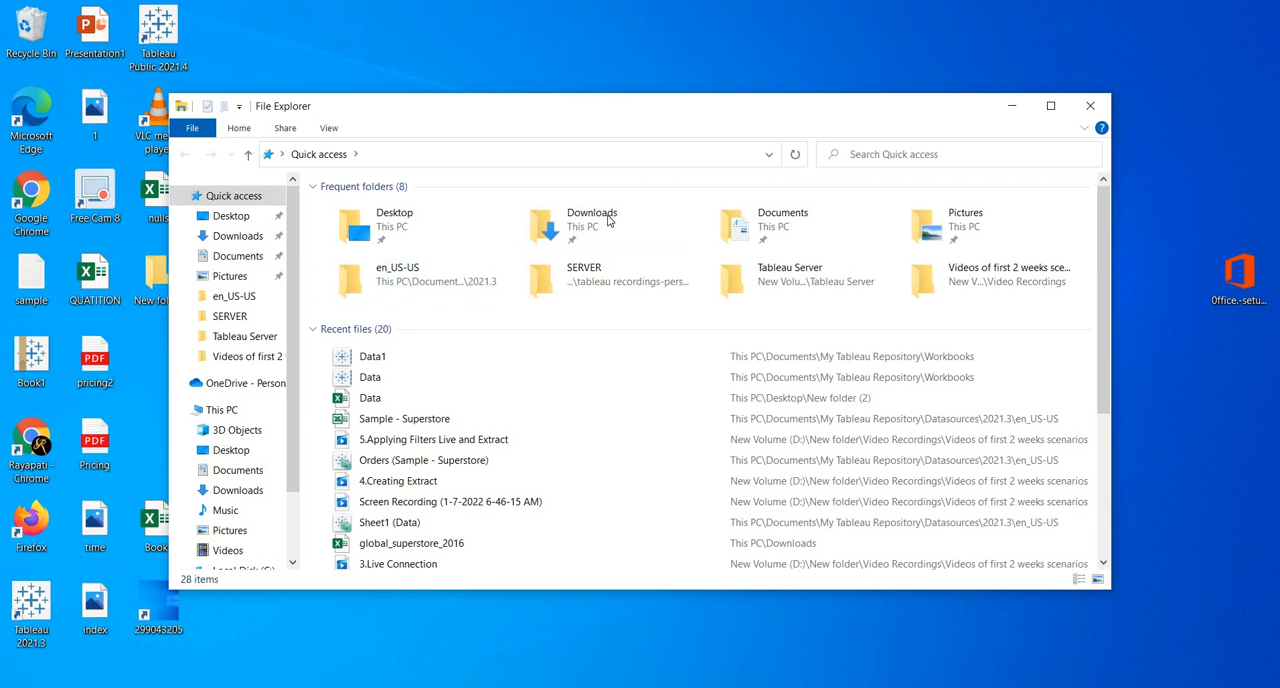 Recycle Bin
Presentation1
Tableau
Public 2021.4
Microsoft
Edge
1
VLC me
playe
Google
Chrome
Free Cam 8
nulls
sample
QUATITION
New fol
Book1
pricing2
Rayapati -
Chrome
Pricing
Firefox
time
Book
Tableau
2021.3
index
299043205
File Explorer
File Home Share View
Quick access
Search Quick access
Quick access
Desktop
Downloads
Documents
Pictures
en_US-US
SERVER
Tableau Server
Videos of first 2
OneDrive - Person
This PC
3D Objects
Desktop
Documents
Downloads
Music
Pictures
Videos
Frequent folders (8)
Desktop
This PC
Downloads
This PC
Documents
This PC
Pictures
This PC
en_US-US
This PC\Document...\2021.3
SERVER
...\tableau recordings-pers...
Tableau Server
New Volu...\Tableau Server
Videos of first 2 weeks sce...
New V...\Video Recordings
Recent files (20)
Data1 This PC\Documents\My Tableau Repository\Workbooks
Data This PC\Documents\My Tableau Repository\Workbooks
Data This PC\Desktop\New folder (2)
Sample - Superstore This PC\Documents\My Tableau Repository\Datasources\2021.3\en_US-US
5.Applying Filters Live and Extract New Volume (D:)\New folder\Video Recordings\Videos of first 2 weeks scenarios
Orders (Sample - Superstore) This PC\Documents\My Tableau Repository\Datasources\2021.3\en_US-US
4.Creating Extract New Volume (D:)\New folder\Video Recordings\Videos of first 2 weeks scenarios
Screen Recording (1-7-2022 6-46-15 AM) New Volume (D:)\New folder\Video Recordings\Videos of first 2 weeks scenarios
Sheet1 (Data) This PC\Documents\My Tableau Repository\Datasources\2021.3\en_US-US
global_superstore_2016 This PC\Downloads
3.Live Connection New Volume (D:)\New folder\Video Recordings\Videos of first 2 weeks scenarios
28 items
Office.-setu...